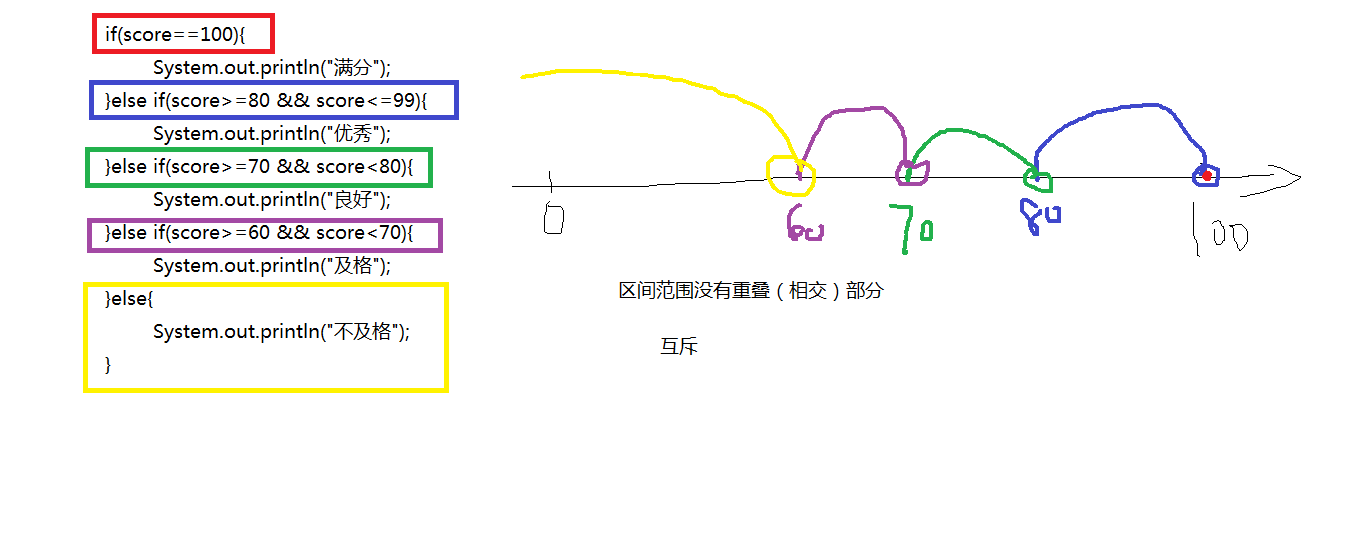 if(score==100){
System.out.println("满分");
}else if(score>=80 && score<=99){
System.out.println("优秀");
}else if(score>=70 && score<80){
System.out.println("良好");
}else if(score>=60 && score<70){
System.out.println("及格");
}else{
System.out.println("不及格");
}
0
60
70
80
100
区间范围没有重叠（相交）部分
互斥